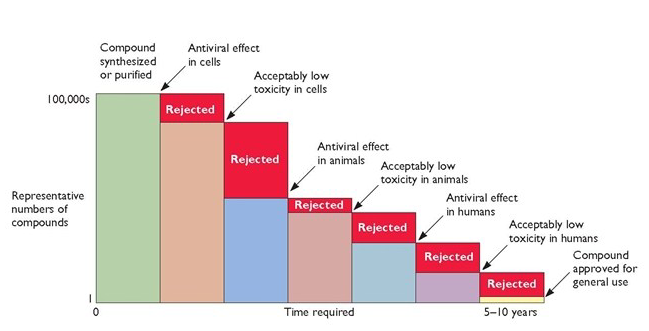 Compound
synthesized
or purified
Antiviral effect
in cells
Acceptably low
toxicity in cells
100,000s
Rejected
Rejected
Antiviral effect
in animals
Acceptably low
toxicity in animals
Representative
numbers of
compounds
Rejected
Antiviral effect
in humans
Rejected
Acceptably low
toxicity in humans
Rejected
Compound
approved for
general use
Rejected
1
0
Time required
5–10 years